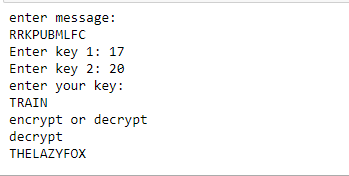 enter message:
RRKPUBMLFC
Enter key 1: 17
Enter key 2: 20
enter your key:
TRAIN
encrypt or decrypt
decrypt
THELAZYFOX